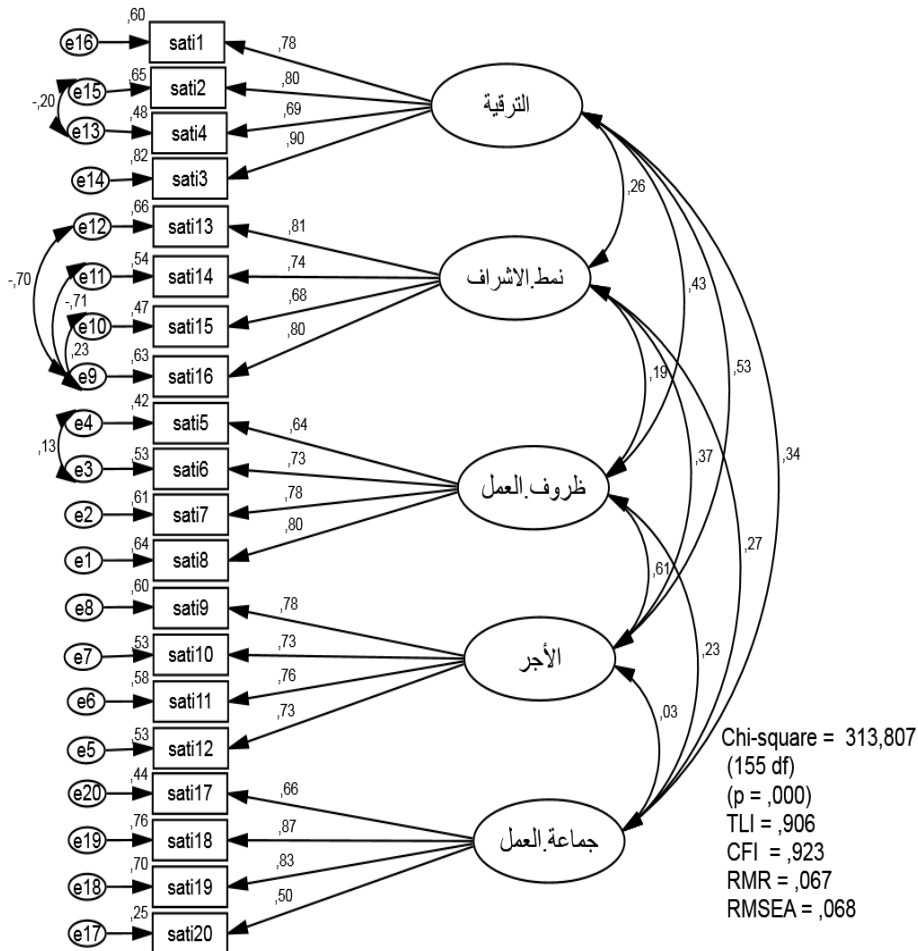 ,60
e16
sati1
,78
,65
e15
sati2
,80
-,20
,48
e13
sati4
,69
,90
الترقية
,82
e14
sati3
,26
,66
e12
sati13
,81
,54
e11
sati14
,74
-,70
-,71
نمط.الاشراف
,43
,47
e10
sati15
,68
,23
,63
e9
sati16
,80
,19
,53
,42
e4
sati5
,64
,13
,53
e3
sati6
,73
,37
,34
ظروف.العمل
,61
e2
sati7
,78
,27
,64
e1
sati8
,80
,61
,60
e8
sati9
,78
,23
,53
e7
sati10
,73
الأجر
,58
e6
sati11
,76
,03
,53
e5
sati12
,73
,44
e20
sati17
,66
,76
e19
sati18
,87
جماعة.العمل
,70
e18
sati19
,83
,25
e17
sati20
,50
Chi-square = 313,807
(155 df)
(p = ,000)
TLI = ,906
CFI = ,923
RMR = ,067
RMSEA = ,068